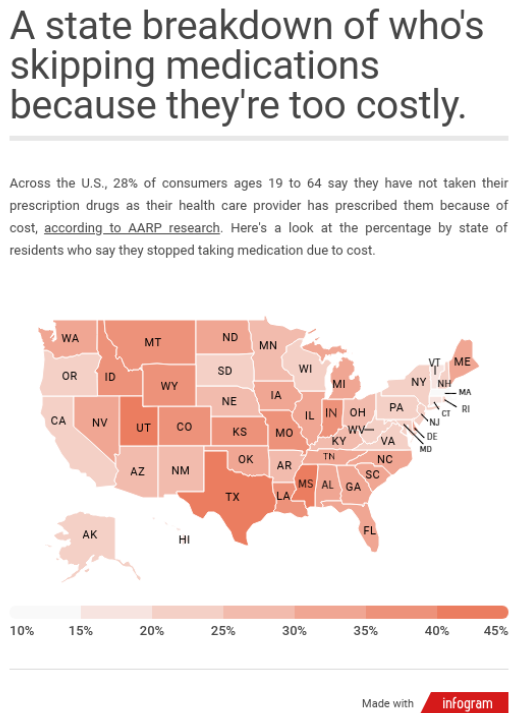 A state breakdown of who's
skipping medications
because they're too costly.
Across the U.S., 28% of consumers ages 19 to 64 say they have not taken their
prescription drugs as their health care provider has prescribed them because of
cost, according to AARP research. Here's a look at the percentage by state of
residents who say they stopped taking medication due to cost.
WA
MT
ND
MN
OR
ID
SD
WI
MI
VT
ME
NY
NH
MA
RI
CT
WY
NE
IA
PA
NJ
CA
NV
UT
CO
KS
MO
IL
IN
OH
WV
VA
DE
MD
KY
AZ
NM
OK
AR
TN
NC
SC
TX
LA
MS
AL
GA
FL
AK
HI
10% 15% 20% 25% 30% 35% 40% 45%
Made with infogram